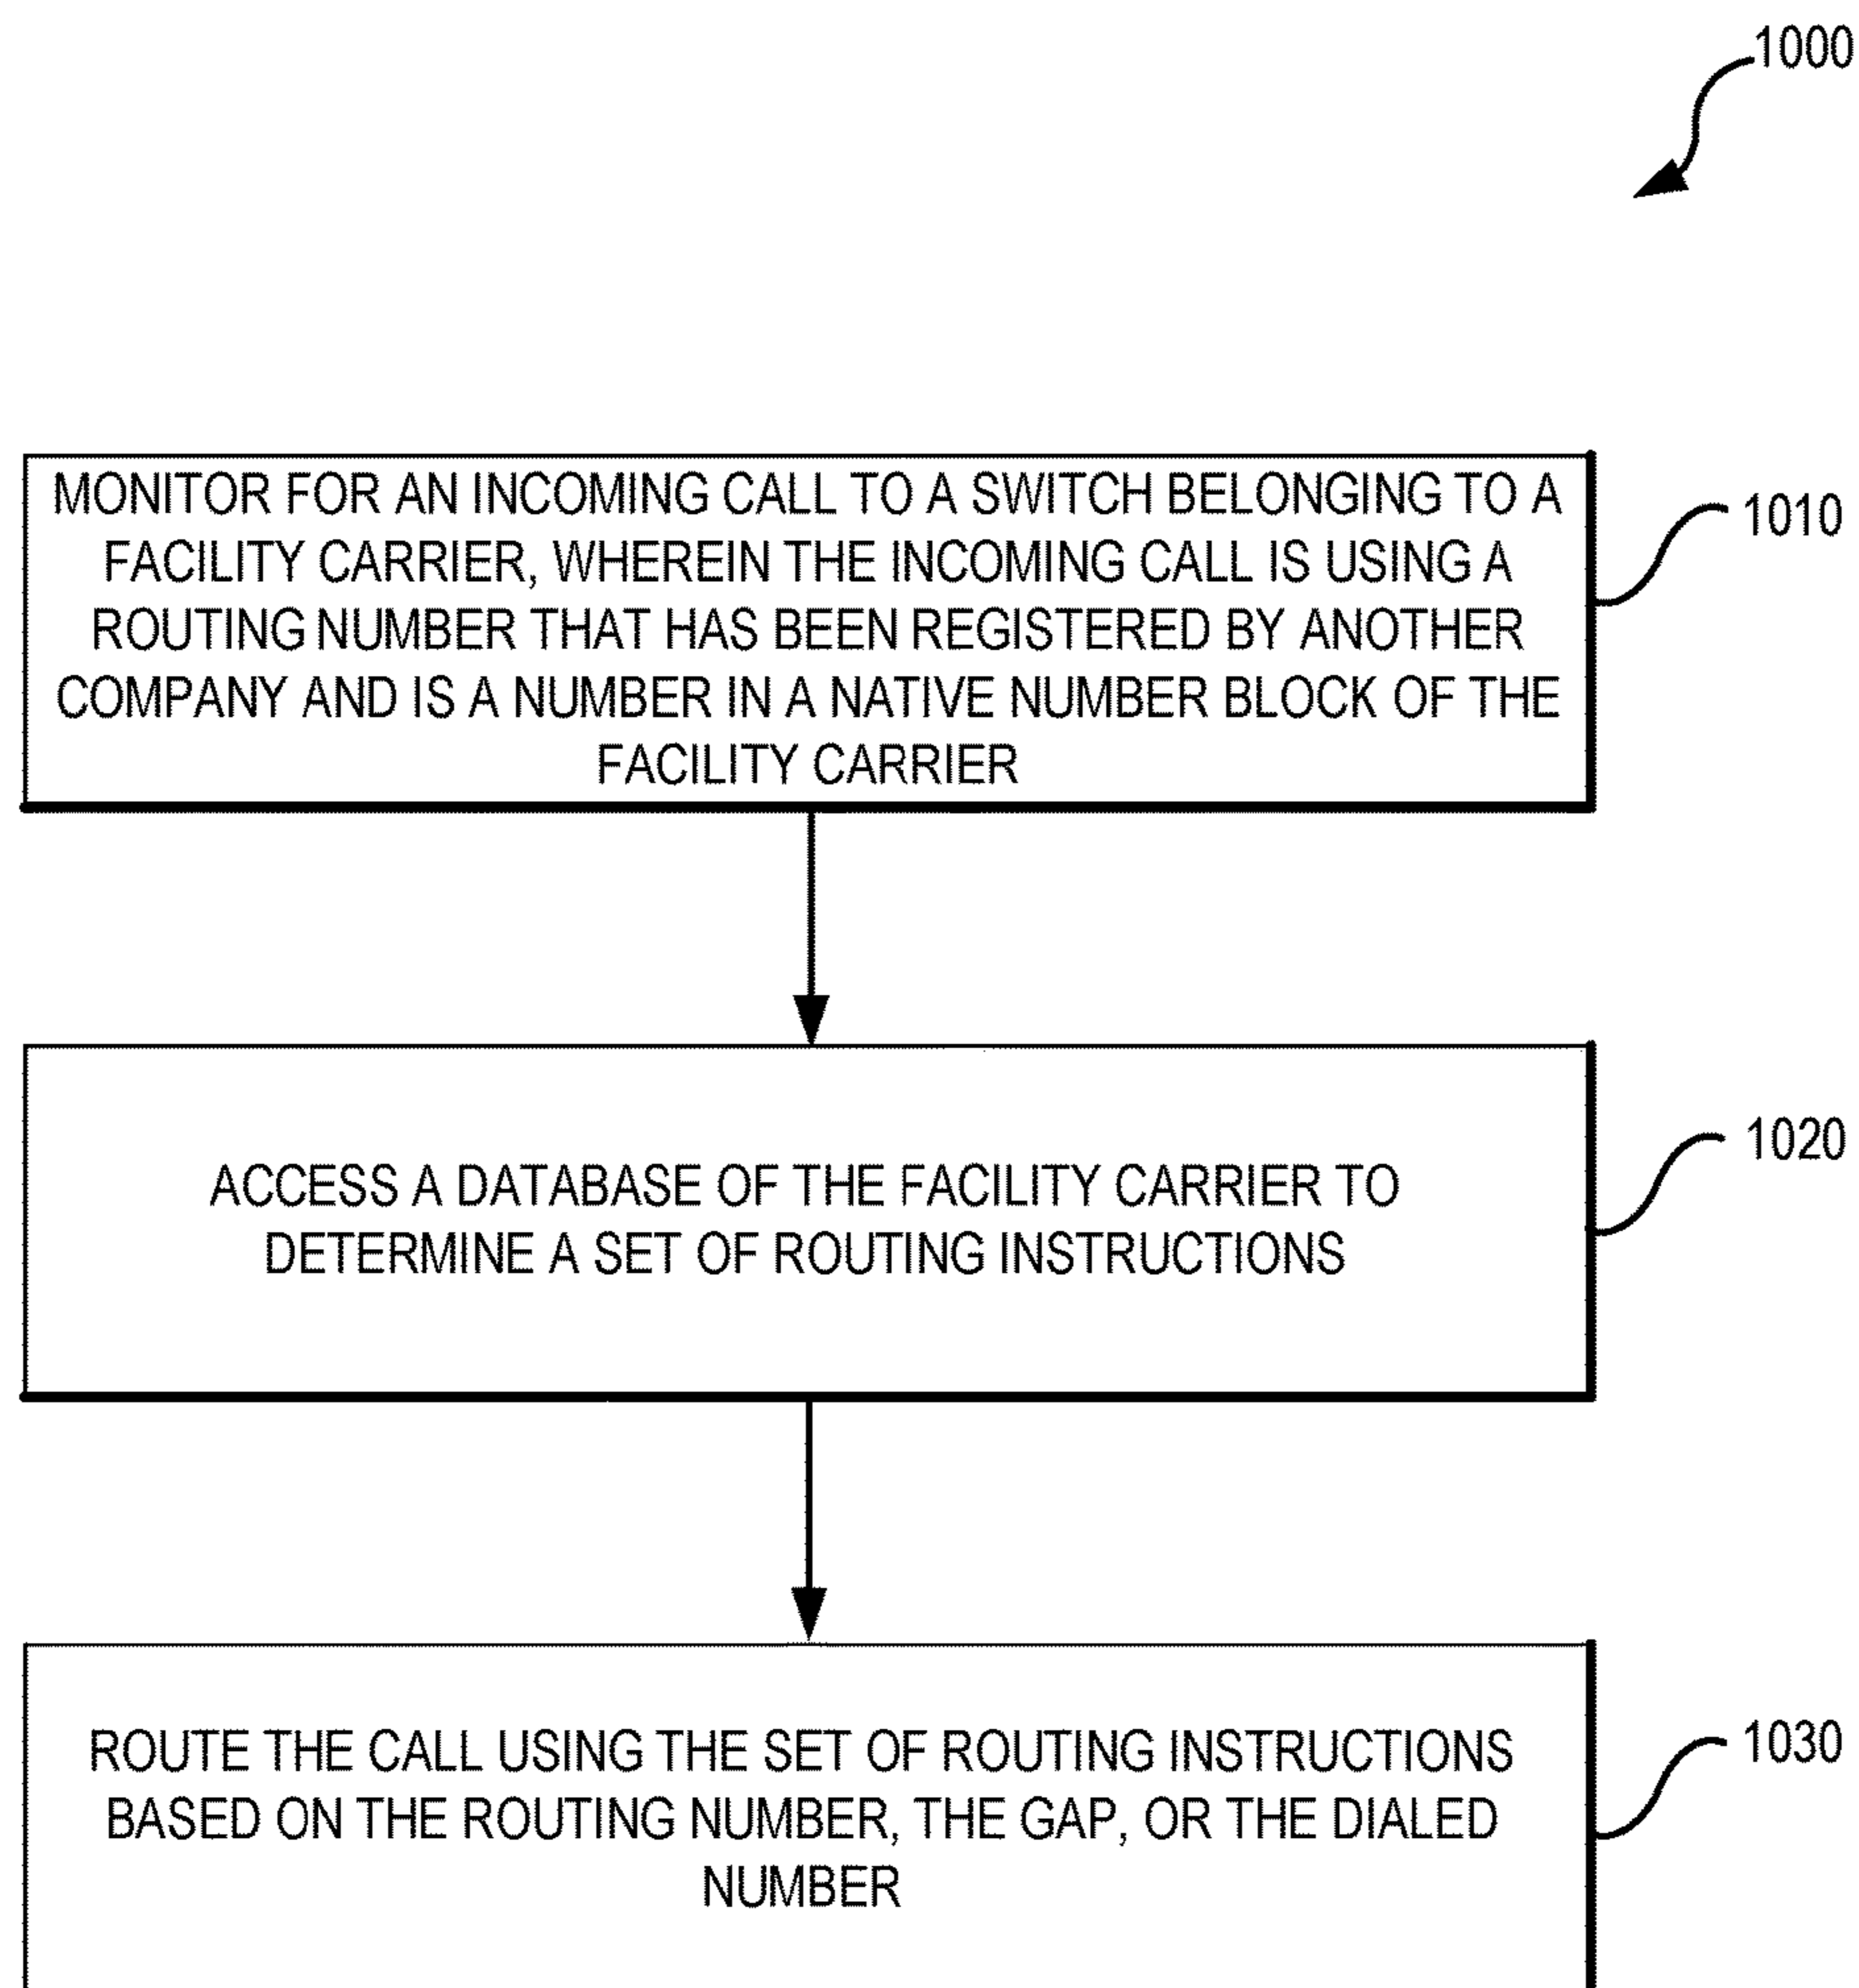 1000
MONITOR FOR AN INCOMING CALL TO A SWITCH BELONGING TO A
FACILITY CARRIER, WHEREIN THE INCOMING CALL IS USING A
ROUTING NUMBER THAT HAS BEEN REGISTERED BY ANOTHER
COMPANY AND IS A NUMBER IN A NATIVE NUMBER BLOCK OF THE
FACILITY CARRIER
1010
ACCESS A DATABASE OF THE FACILITY CARRIER TO
DETERMINE A SET OF ROUTING INSTRUCTIONS
1020
ROUTE THE CALL USING THE SET OF ROUTING INSTRUCTIONS
BASED ON THE ROUTING NUMBER, THE GAP, OR THE DIALED
NUMBER
1030